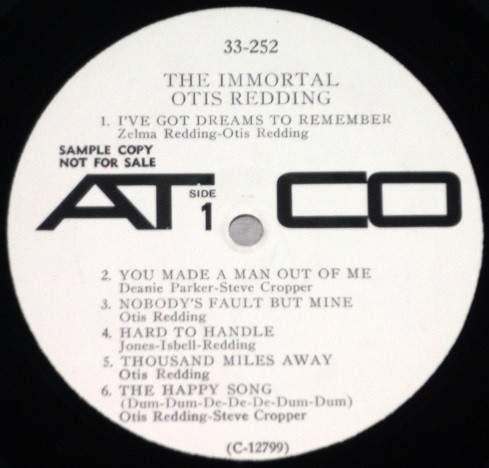 33-252
THE IMMORTAL
OTIS REDDING
1. I'VE GOT DREAMS TO REMEMBER
Zelma Redding-Otis Redding
SAMPLE COPY
NOT FOR SALE
ATCO
SIDE
1
2. YOU MADE A MAN OUT OF ME
Deanie Parker-Steve Cropper
3. NOBODY'S FAULT BUT MINE
Otis Redding
4. HARD TO HANDLE
Jones-Isbell-Redding
5. THOUSAND MILES AWAY
Otis Redding
6. THE HAPPY SONG
(Dum-Dum-De-De-De-Dum-Dum)
Otis Redding-Steve Cropper
(C-12799)